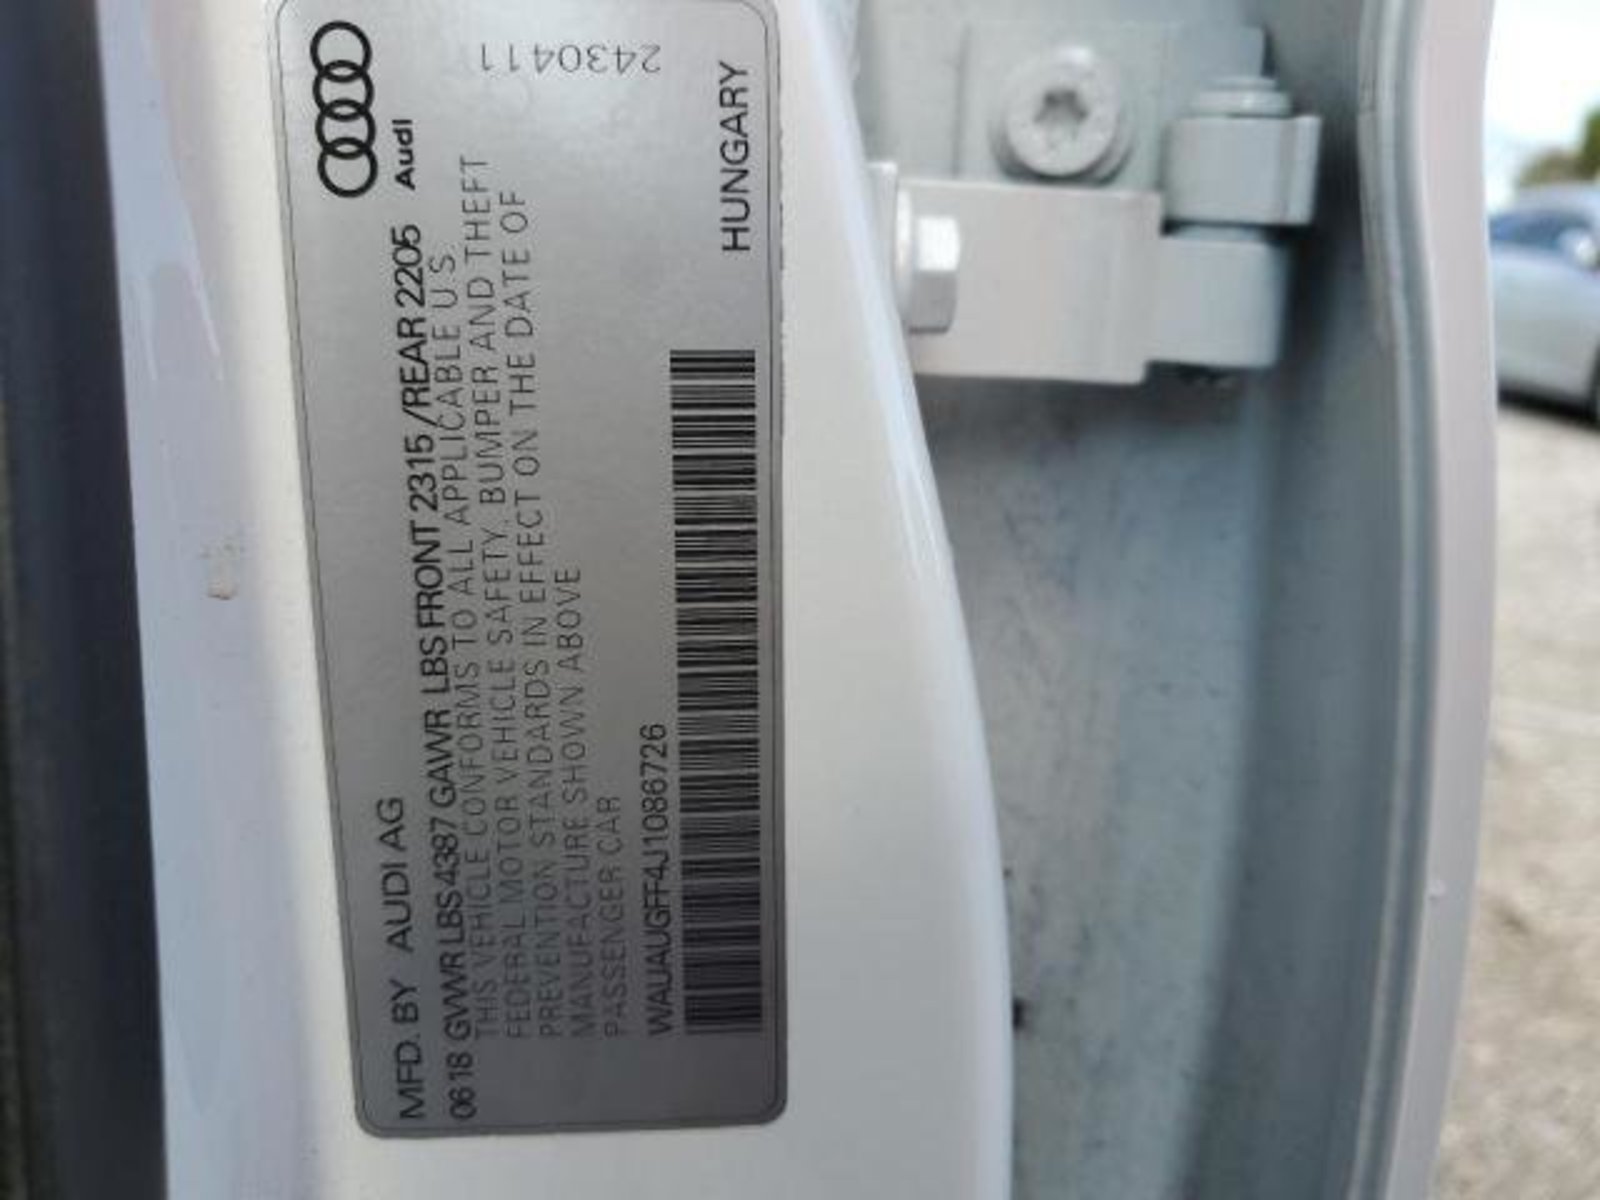 MFD. BY AUDI AG
Audi
06 18 GVWR LBS 4387 GAWR LBS FRONT 2315/REAR 2205
THIS VEHICLE CONFORMS TO ALL APPLICABLE U S
FEDERAL MOTOR VEHICLE SAFETY, BUMPER AND THEFT
PREVENTION STANDARDS IN EFFECT ON THE DATE OF
MANUFACTURE SHOWN ABOVE
PASSENGER CAR
WAUAUGFF4J1086726
HUNGARY
2430411